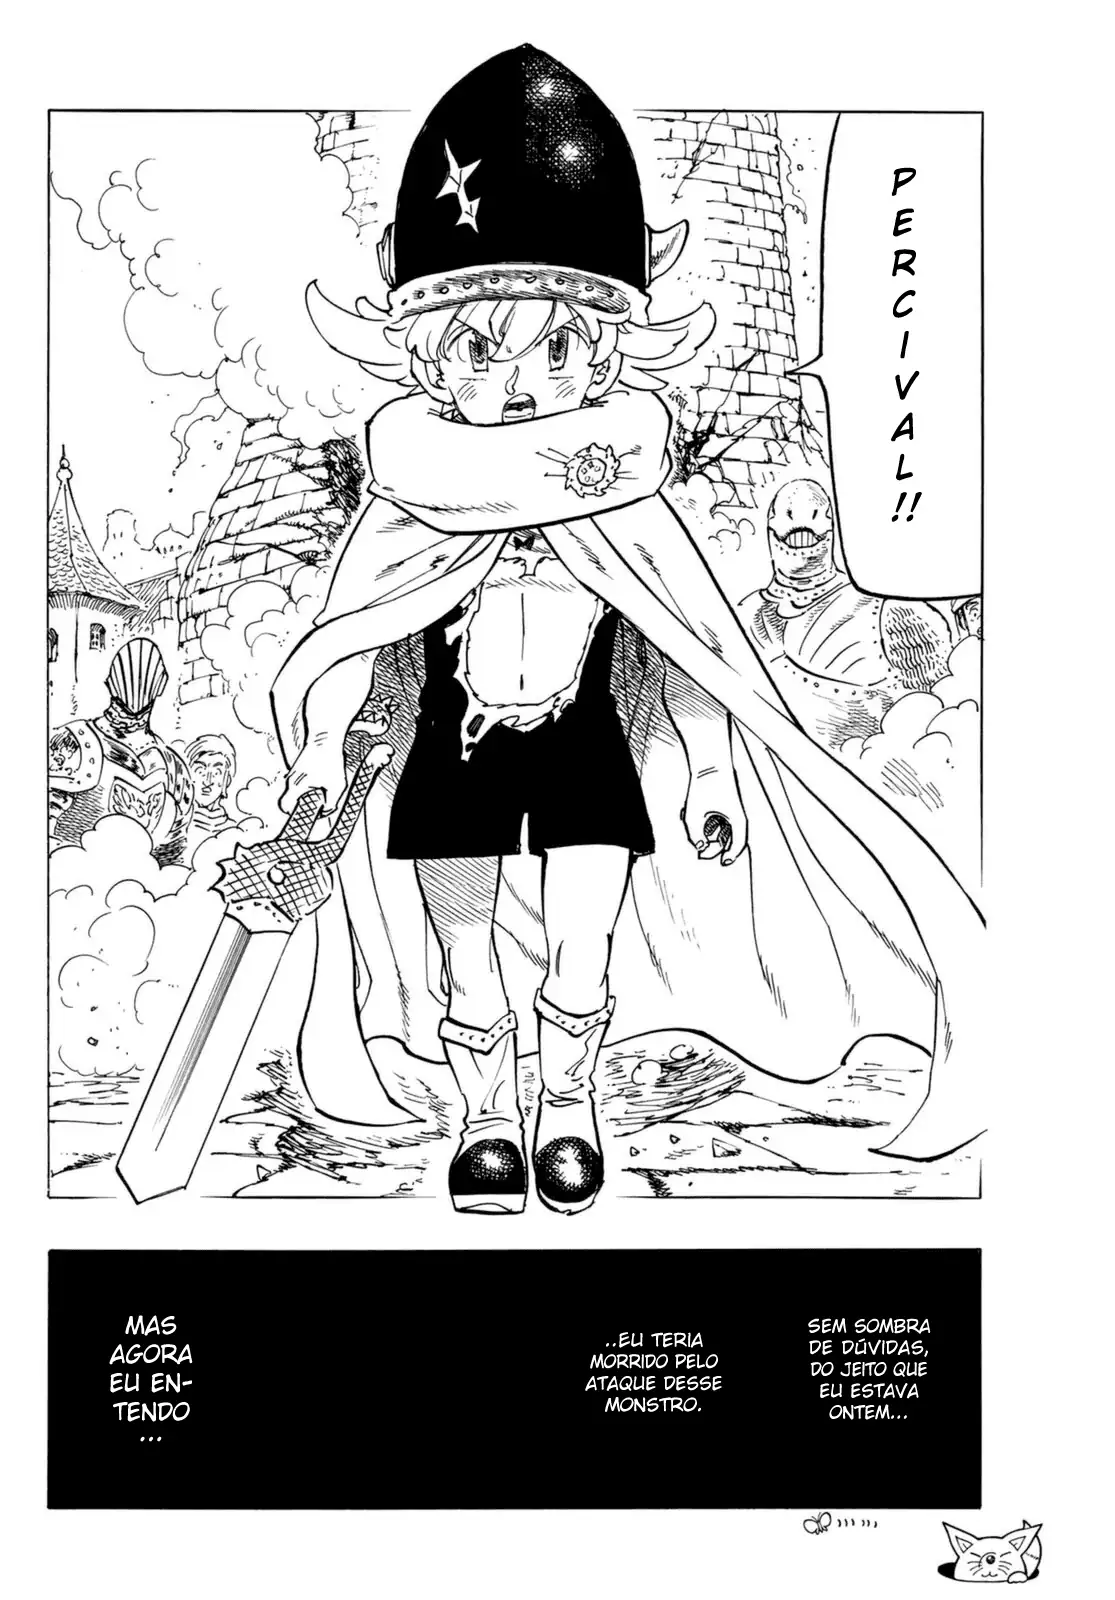 PERCIVAL!!
SEM SOMBRA
DE DÚVIDAS,
DO JEITO QUE
EU ESTAVA
ONTEM...
..EU TERIA
MORRIDO PELO
ATAQUE DESSE
MONSTRO.
MAS
AGORA
EU EN-
TENDO
...